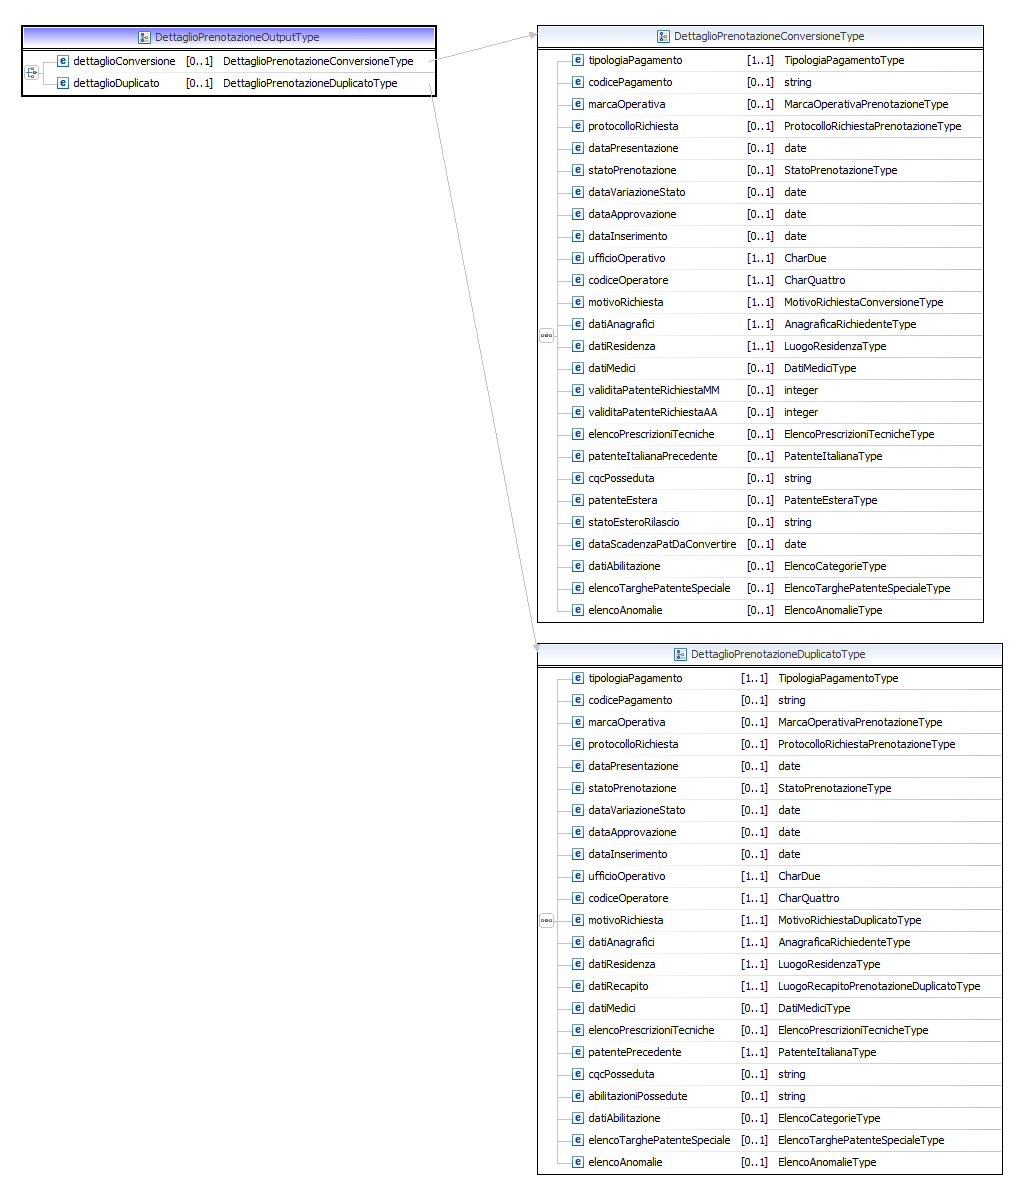 DettaglioPrenotazioneOutputType
e dettaglioConversione [0..1] DettaglioPrenotazioneConversioneType
e dettaglioDuplicato [0..1] DettaglioPrenotazioneDuplicatoType
DettaglioPrenotazioneConversioneType
e tipologiaPagamento [1..1] TipologiaPagamentoType
e codicePagamento [0..1] string
e marcaOperativa [0..1] MarcaOperativaPrenotazioneType
e protocolloRichiesta [0..1] ProtocolloRichiestaPrenotazioneType
e dataPresentazione [0..1] date
e statoPrenotazione [0..1] StatoPrenotazioneType
e dataVariazioneStato [0..1] date
e dataApprovazione [0..1] date
e dataInserimento [0..1] date
e ufficioOperativo [1..1] CharDue
e codiceOperatore [1..1] CharQuattro
e motivoRichiesta [1..1] MotivoRichiestaConversioneType
e datiAnagrafici [1..1] AnagraficaRichiedenteType
e datiResidenza [1..1] LuogoResidenzaType
e datiMedici [0..1] DatiMediciType
e validitaPatenteRichiestaMM [0..1] integer
e validitaPatenteRichiestaAA [0..1] integer
e elencoPrescrizioniTecniche [0..1] ElencoPrescrizioniTecnicheType
e patenteItalianaPrecedente [0..1] PatenteItalianaType
e cqcPosseduta [0..1] string
e patenteEstera [0..1] PatenteEsteraType
e statoEsteroRilascio [0..1] string
e dataScadenzaPatDaConvertire [0..1] date
e datiAbilitazione [0..1] ElencoCategorieType
e elencoTarghePatenteSpeciale [0..1] ElencoTarghePatenteSpecialeType
e elencoAnomalie [0..1] ElencoAnomalieType
DettaglioPrenotazioneDuplicatoType
e tipologiaPagamento [1..1] TipologiaPagamentoType
e codicePagamento [0..1] string
e marcaOperativa [0..1] MarcaOperativaPrenotazioneType
e protocolloRichiesta [0..1] ProtocolloRichiestaPrenotazioneType
e dataPresentazione [0..1] date
e statoPrenotazione [0..1] StatoPrenotazioneType
e dataVariazioneStato [0..1] date
e dataApprovazione [0..1] date
e dataInserimento [0..1] date
e ufficioOperativo [1..1] CharDue
e codiceOperatore [1..1] CharQuattro
e motivoRichiesta [1..1] MotivoRichiestaDuplicatoType
e datiAnagrafici [1..1] AnagraficaRichiedenteType
e datiResidenza [1..1] LuogoResidenzaType
e datiRecapito [1..1] LuogoRecapitoPrenotazioneDuplicatoType
e datiMedici [0..1] DatiMediciType
e elencoPrescrizioniTecniche [0..1] ElencoPrescrizioniTecnicheType
e patentePrecedente [1..1] PatenteItalianaType
e cqcPosseduta [0..1] string
e abilitazioniPossedute [0..1] string
e datiAbilitazione [0..1] ElencoCategorieType
e elencoTarghePatenteSpeciale [0..1] ElencoTarghePatenteSpecialeType
e elencoAnomalie [0..1] ElencoAnomalieType